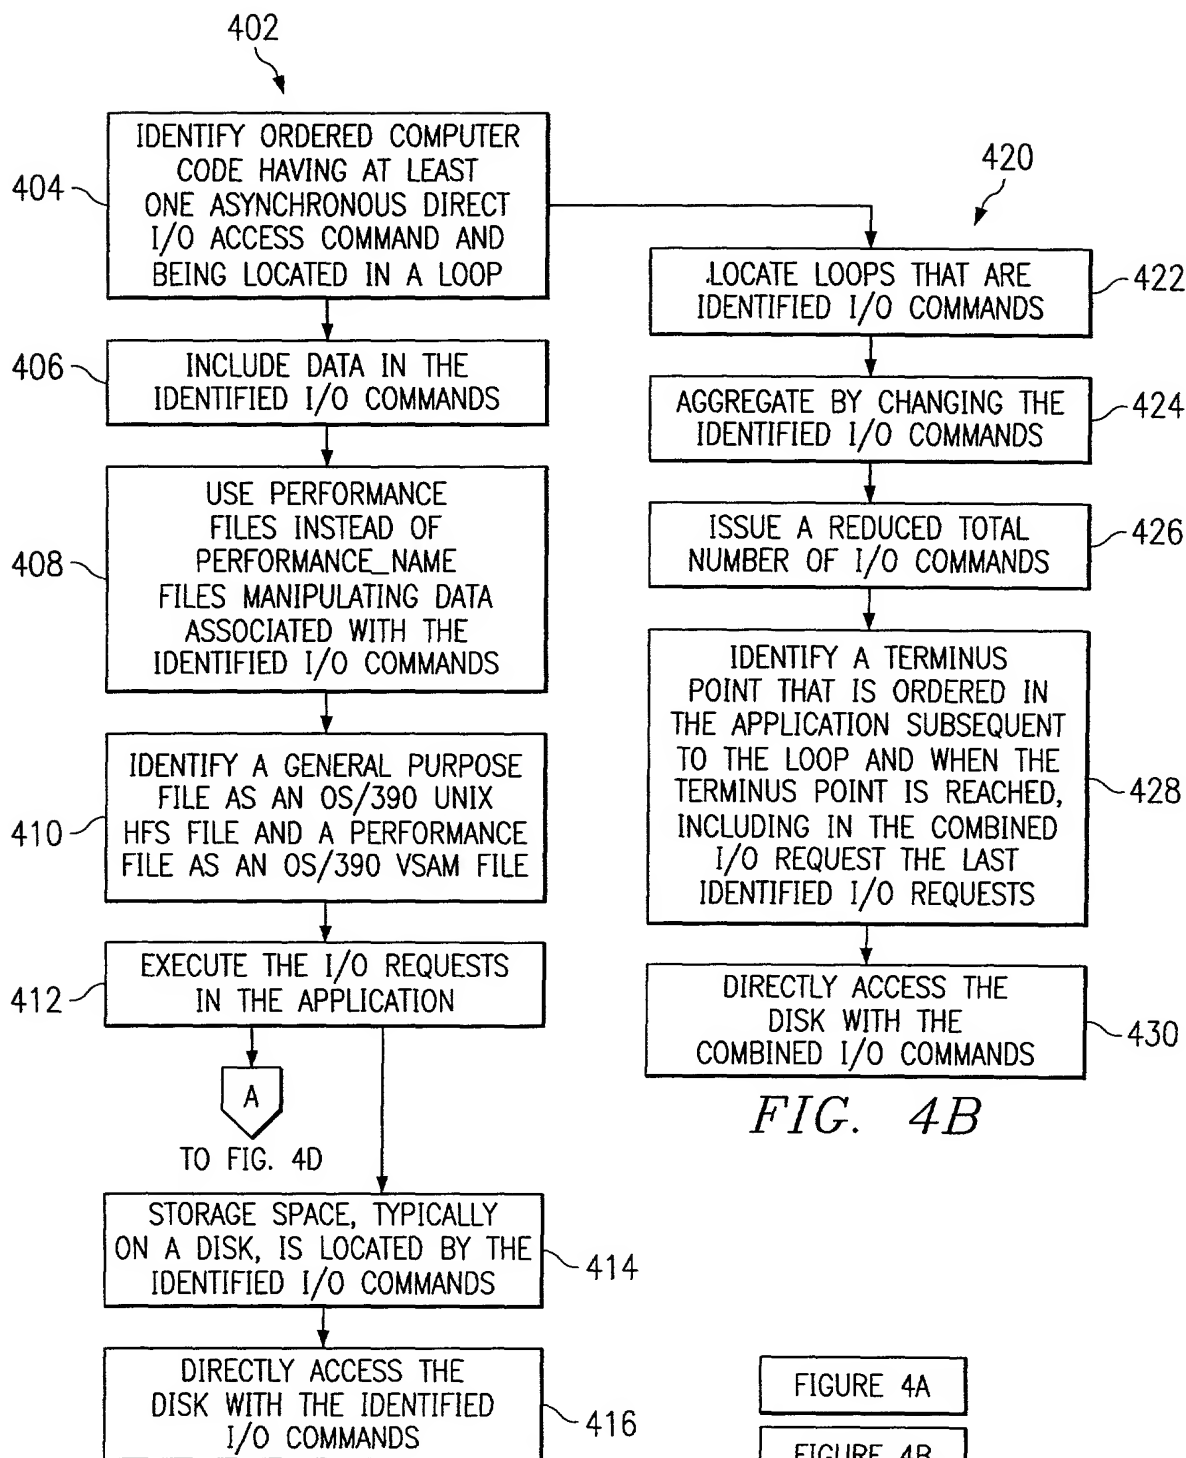 402
404
IDENTIFY ORDERED COMPUTER
CODE HAVING AT LEAST
ONE ASYNCHRONOUS DIRECT
I/O ACCESS COMMAND AND
BEING LOCATED IN A LOOP
406
INCLUDE DATA IN THE
IDENTIFIED I/O COMMANDS
408
USE PERFORMANCE
FILES INSTEAD OF
PERFORMANCE_NAME
FILES MANIPULATING DATA
ASSOCIATED WITH THE
IDENTIFIED I/O COMMANDS
410
IDENTIFY A GENERAL PURPOSE
FILE AS AN OS/390 UNIX
HFS FILE AND A PERFORMANCE
FILE AS AN OS/390 VSAM FILE
412
EXECUTE THE I/O REQUESTS
IN THE APPLICATION
A
TO FIG. 4D
STORAGE SPACE, TYPICALLY
ON A DISK, IS LOCATED BY THE
IDENTIFIED I/O COMMANDS
414
DIRECTLY ACCESS THE
DISK WITH THE IDENTIFIED
I/O COMMANDS
416
420
LOCATE LOOPS THAT ARE
IDENTIFIED I/O COMMANDS
422
AGGREGATE BY CHANGING THE
IDENTIFIED I/O COMMANDS
424
ISSUE A REDUCED TOTAL
NUMBER OF I/O COMMANDS
426
IDENTIFY A TERMINUS
POINT THAT IS ORDERED IN
THE APPLICATION SUBSEQUENT
TO THE LOOP AND WHEN THE
TERMINUS POINT IS REACHED,
INCLUDING IN THE COMBINED
I/O REQUEST THE LAST
IDENTIFIED I/O REQUESTS
428
DIRECTLY ACCESS THE
DISK WITH THE
COMBINED I/O COMMANDS
430
FIG. 4B
FIGURE 4A
FIGURE 4B